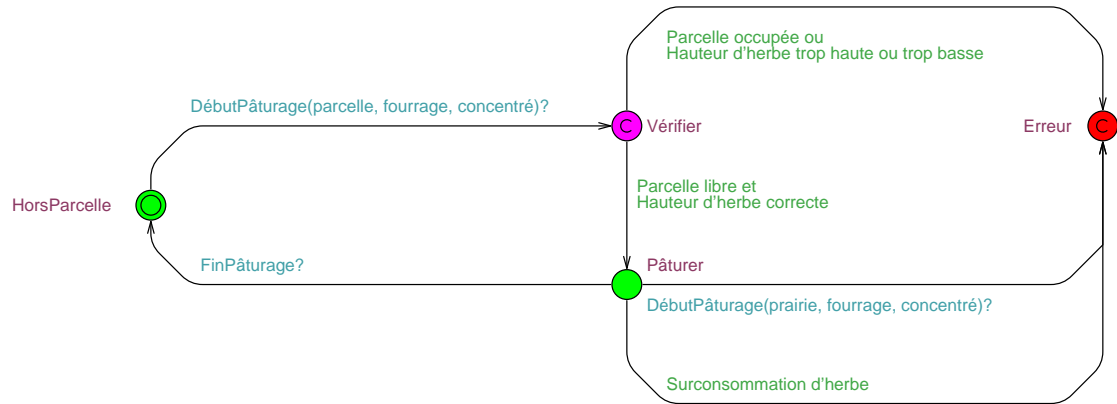 Parcelle occupée ou
Hauteur d'herbe trop haute ou trop basse
DébutPâturage(parcelle, fourrage, concentré)?
C
Vérifier
Erreur
C
Parcelle libre et
Hauteur d'herbe correcte
HorsParcelle
FinPâturage?
Pâturer
DébutPâturage(prairie, fourrage, concentré)?
Surconsommation d'herbe